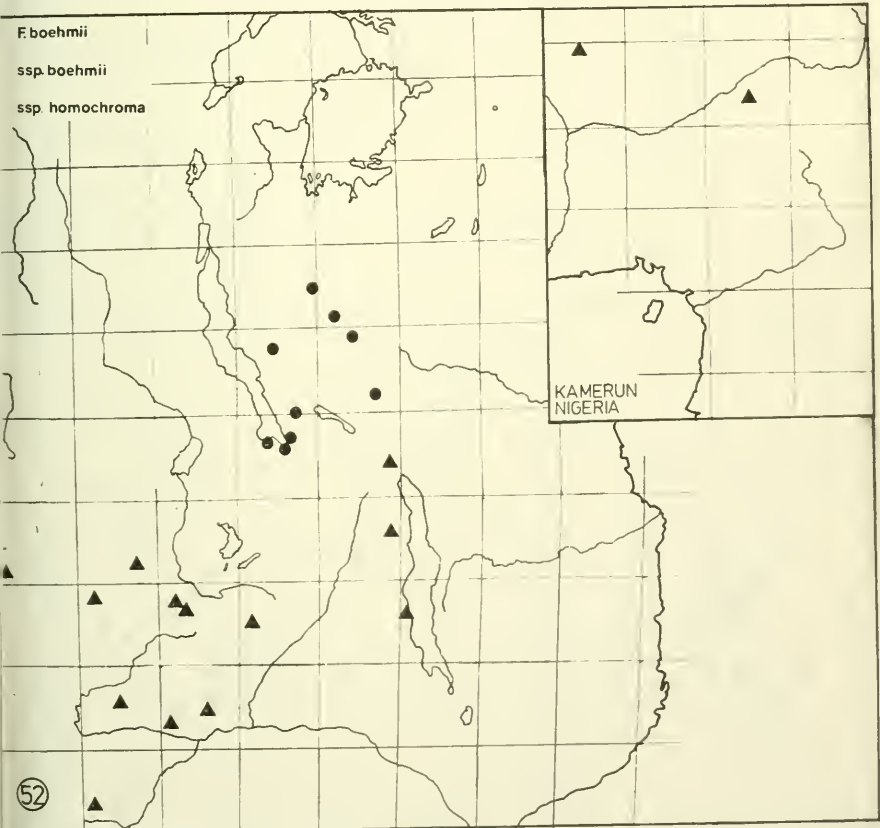 F. boehmii
ssp. boehmii
ssp. homochroma
KAMERUN
NIGERIA
52